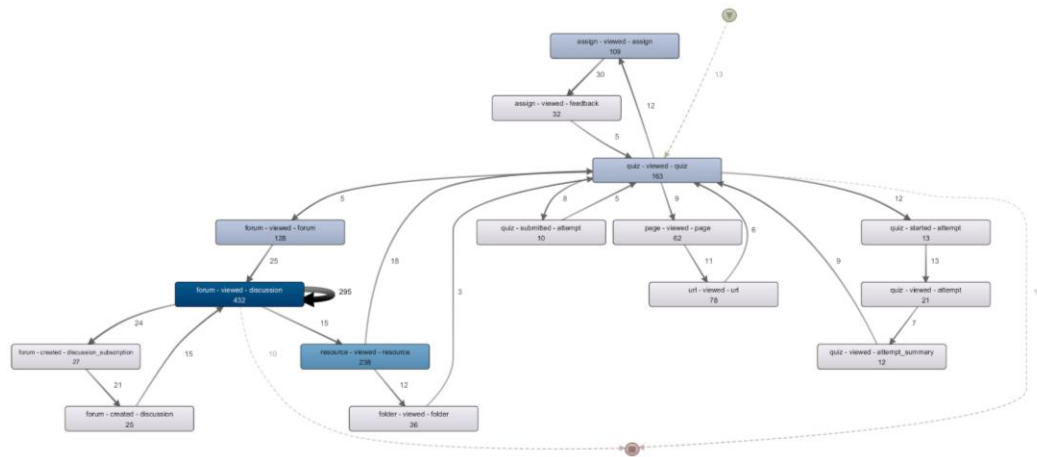 assign - viewed - assign
109
13
30
12
assign - viewed - feedback
32
5
quiz - viewed - quiz
163
5
8
5
9
6
12
forum - viewed - forum
128
quiz - submitted - attempt
10
page - viewed - page
62
quiz - started - attempt
13
25
18
11
9
13
forum - viewed - discussion
432
295
3
url - viewed - url
78
quiz - viewed - attempt
21
24
15
15
10
7
forum - created - discussion_subscription
27
resource - viewed - resource
238
quiz - viewed - attempt_summary
12
21
12
forum - created - discussion
25
folder - viewed - folder
36